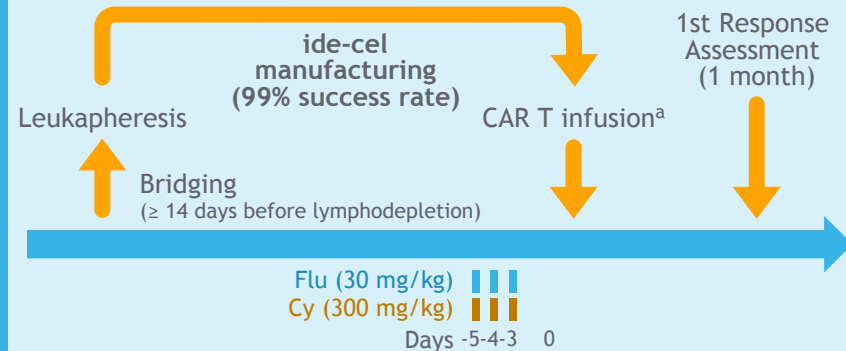 ide-cel
manufacturing
(99% success rate)
1st Response
Assessment
(1 month)
Leukapheresis
CAR T infusionᵃ
Bridging
(≥ 14 days before lymphodepletion)
Flu (30 mg/kg)
Cy (300 mg/kg)
Days -5-4-3 0